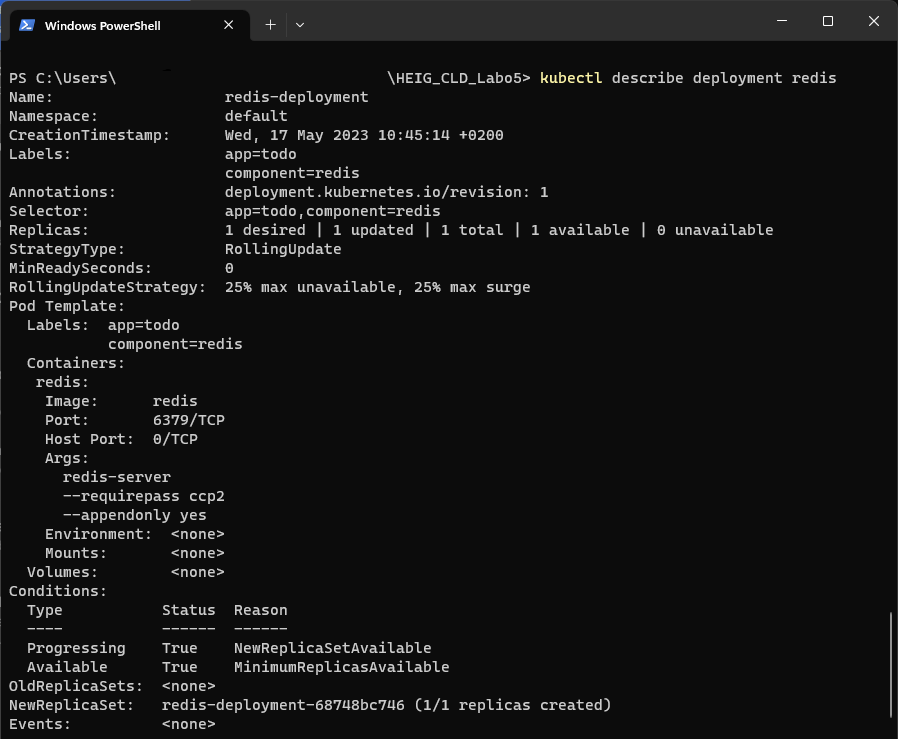 Windows PowerShell
PS C:\Users\ \HEIG_CLD_Labo5> kubectl describe deployment redis
Name:                   redis-deployment
Namespace:              default
CreationTimestamp:      Wed, 17 May 2023 10:45:14 +0200
Labels:                 app=todo
                        component=redis
Annotations:            deployment.kubernetes.io/revision: 1
Selector:               app=todo,component=redis
Replicas:               1 desired | 1 updated | 1 total | 1 available | 0 unavailable
StrategyType:           RollingUpdate
MinReadySeconds:        0
RollingUpdateStrategy:  25% max unavailable, 25% max surge
Pod Template:
  Labels:  app=todo
           component=redis
  Containers:
   redis:
    Image:      redis
    Port:       6379/TCP
    Host Port:  0/TCP
    Args:
      redis-server
      --requirepass ccp2
      --appendonly yes
    Environment:  <none>
    Mounts:       <none>
  Volumes:        <none>
Conditions:
  Type           Status  Reason
  ----           ------  ------
  Progressing    True    NewReplicaSetAvailable
  Available      True    MinimumReplicasAvailable
OldReplicaSets:  <none>
NewReplicaSet:   redis-deployment-68748bc746 (1/1 replicas created)
Events:          <none>